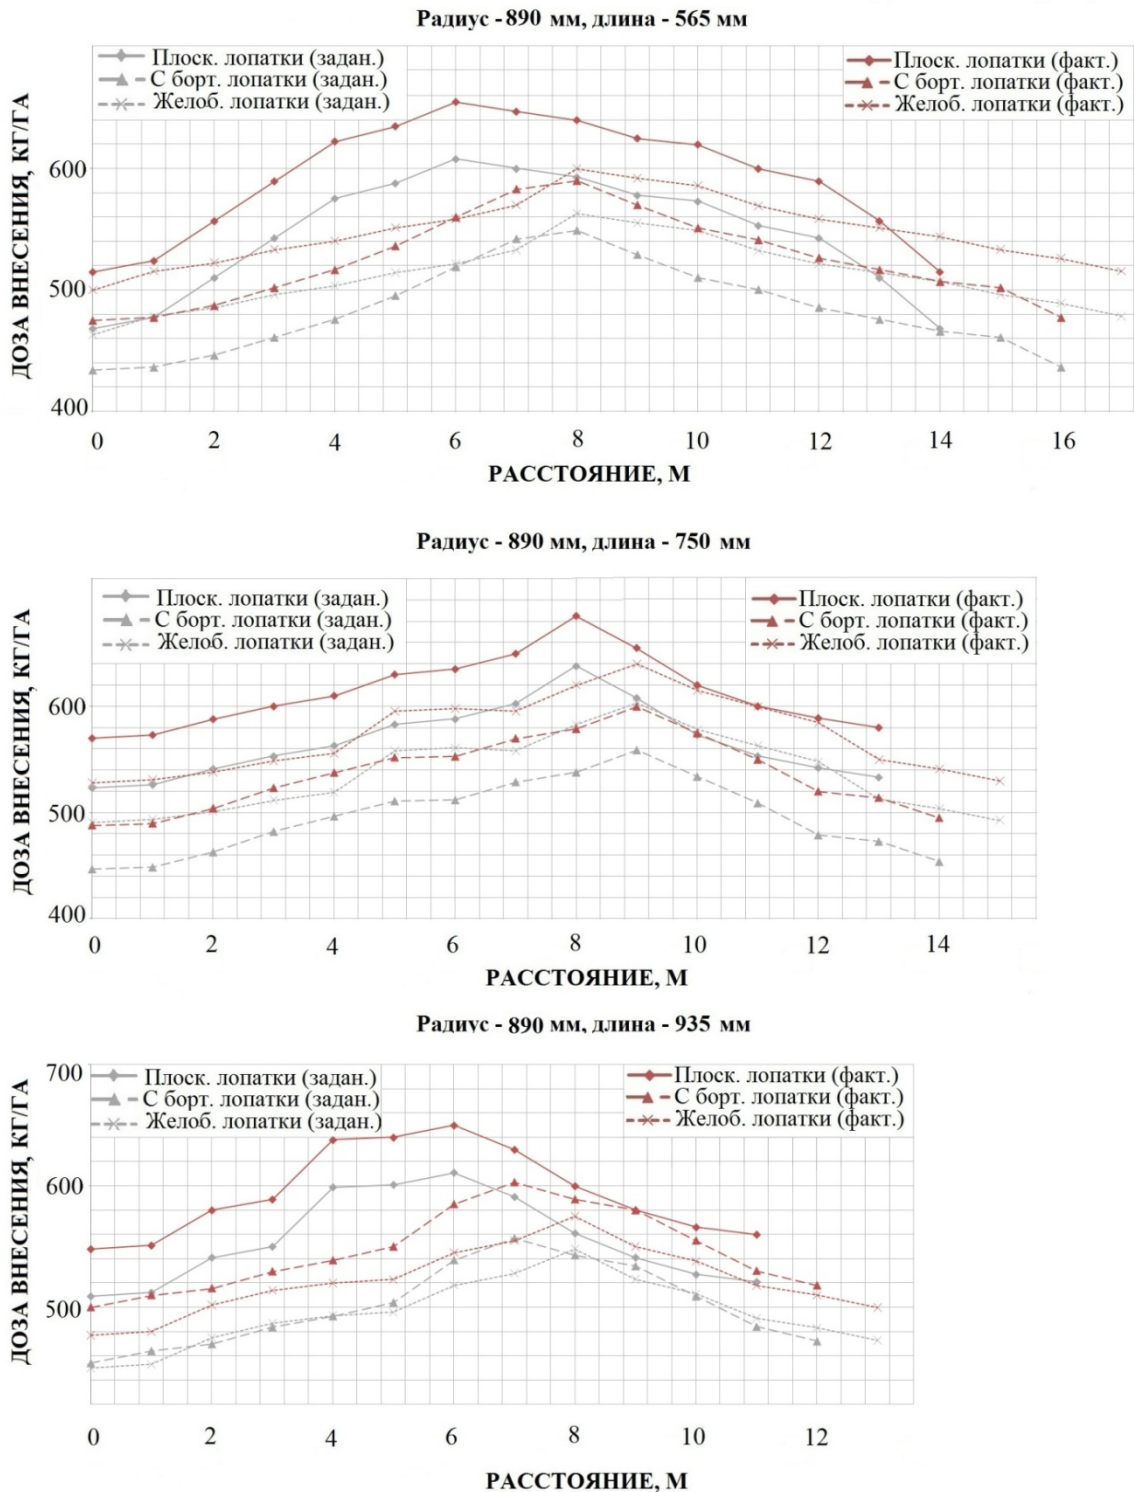 Радиус - 890 мм, длина - 565 мм
Плоск. лопатки (задан.)
С борт. лопатки (задан.)
Желоб. лопатки (задан.)
Плоск. лопатки (факт.)
С борт. лопатки (факт.)
Желоб. лопатки (факт.)
ДОЗА ВНЕСЕНИЯ, КГ/ГА
600
500
400
0 2 4 6 8 10 12 14 16
РАССТОЯНИЕ, М
Радиус - 890 мм, длина - 750 мм
Плоск. лопатки (задан.)
С борт. лопатки (задан.)
Желоб. лопатки (задан.)
Плоск. лопатки (факт.)
С борт. лопатки (факт.)
Желоб. лопатки (факт.)
ДОЗА ВНЕСЕНИЯ, КГ/ГА
600
500
400
0 2 4 6 8 10 12 14
РАССТОЯНИЕ, М
Радиус - 890 мм, длина - 935 мм
Плоск. лопатки (задан.)
С борт. лопатки (задан.)
Желоб. лопатки (задан.)
Плоск. лопатки (факт.)
С борт. лопатки (факт.)
Желоб. лопатки (факт.)
ДОЗА ВНЕСЕНИЯ, КГ/ГА
700
600
500
0 2 4 6 8 10 12
РАССТОЯНИЕ, М